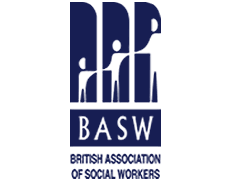 BASW
BRITISH ASSOCIATION
OF SOCIAL WORKERS